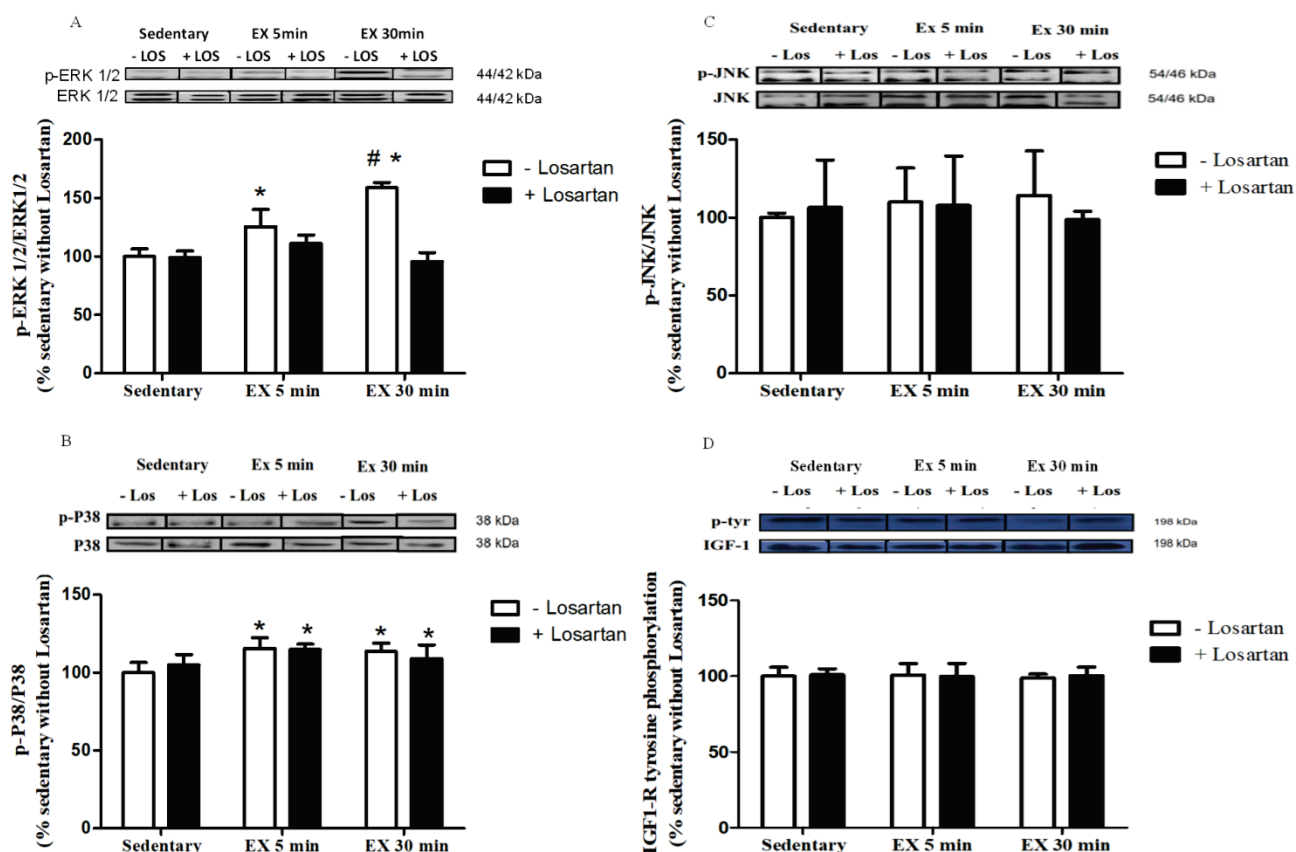 A
Sedentary EX 5min EX 30min
- LOS + LOS - LOS + LOS - LOS + LOS
p-ERK 1/2 44/42 kDa
ERK 1/2 44/42 kDa
p-ERK1/2/ERK1/2
(% sedentary without Losartan)
200
150
100
50
0
*
# *
- Losartan
+ Losartan
Sedentary EX 5 min EX 30 min
C
Sedentary Ex 5 min Ex 30 min
- Los + Los - Los + Los - Los + Los
p-JNK 54/46 kDa
JNK 54/46 kDa
p-JNK/JNK
(% sedentary without Losartan)
150
100
50
0
- Losartan
+ Losartan
Sedentary EX 5 min EX 30 min
B
Sedentary Ex 5 min Ex 30 min
- Los + Los - Los + Los - Los + Los
p-P38 38 kDa
P38 38 kDa
p-P38/P38
(% sedentary without Losartan)
150
100
50
0
* * * *
- Losartan
+ Losartan
Sedentary EX 5 min EX 30 min
D
Sedentary Ex 5 min Ex 30 min
- Los + Los - Los + Los - Los + Los
p-tyr 198 kDa
IGF-1 198 kDa
IGF1-R tyrosine phosphorylation
(% sedentary without Losartan)
150
100
50
0
- Losartan
+ Losartan
Sedentary EX 5 min EX 30 min